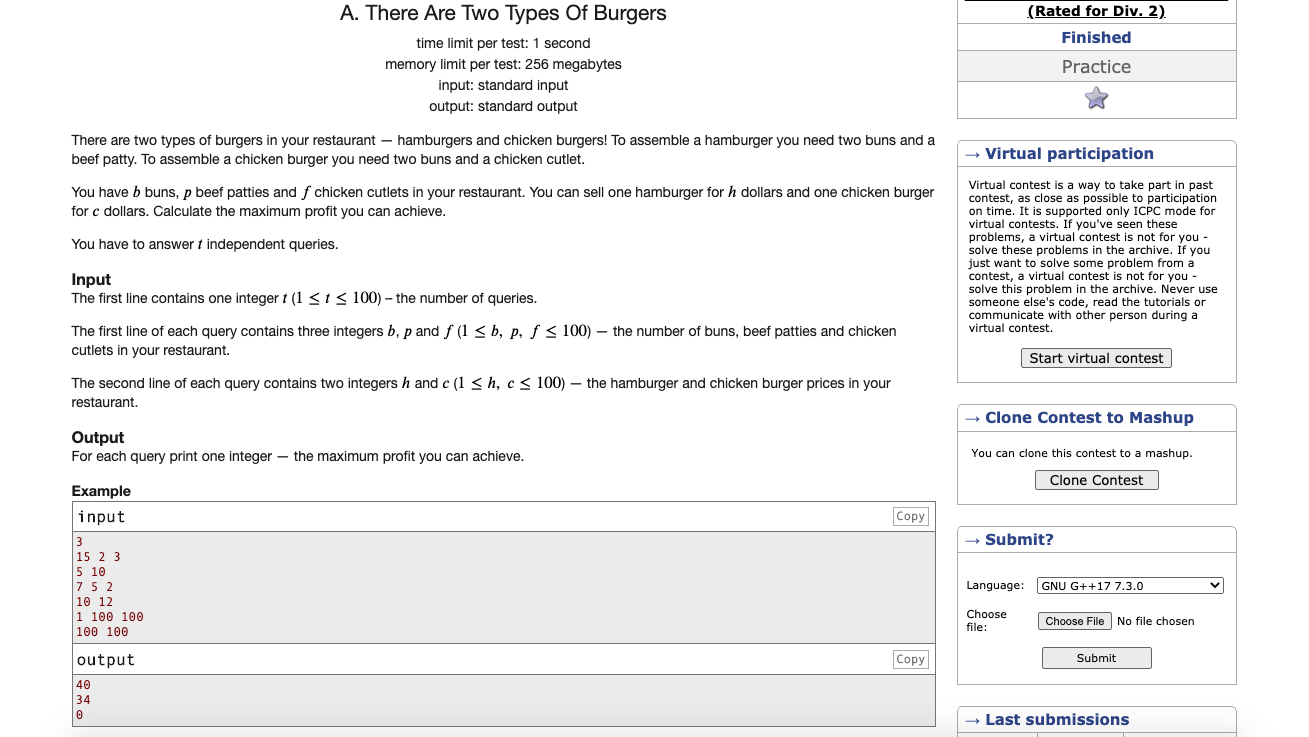 A. There Are Two Types Of Burgers
time limit per test: 1 second
memory limit per test: 256 megabytes
input: standard input
output: standard output
There are two types of burgers in your restaurant — hamburgers and chicken burgers! To assemble a hamburger you need two buns and a
beef patty. To assemble a chicken burger you need two buns and a chicken cutlet.
You have b buns, p beef patties and f chicken cutlets in your restaurant. You can sell one hamburger for h dollars and one chicken burger
for c dollars. Calculate the maximum profit you can achieve.
You have to answer t independent queries.
Input
The first line contains one integer t (1 ≤ t ≤ 100) – the number of queries.
The first line of each query contains three integers b, p and f (1 ≤ b, p, f ≤ 100) — the number of buns, beef patties and chicken
cutlets in your restaurant.
The second line of each query contains two integers h and c (1 ≤ h, c ≤ 100) — the hamburger and chicken burger prices in your
restaurant.
Output
For each query print one integer — the maximum profit you can achieve.
Example
input
Copy
3
15 2 3
5 10
7 5 2
10 12
1 100 100
100 100
output
Copy
40
34
0
(Rated for Div. 2)
Finished
Practice
→ Virtual participation
Virtual contest is a way to take part in past
contest, as close as possible to participation
on time. It is supported only ICPC mode for
virtual contests. If you've seen these
problems, a virtual contest is not for you -
solve these problems in the archive. If you
just want to solve some problem from a
contest, a virtual contest is not for you -
solve this problem in the archive. Never use
someone else's code, read the tutorials or
communicate with other person during a
virtual contest.
Start virtual contest
→ Clone Contest to Mashup
You can clone this contest to a mashup.
Clone Contest
→ Submit?
Language:
GNU G++17 7.3.0
Choose
file:
Choose File No file chosen
Submit
→ Last submissions